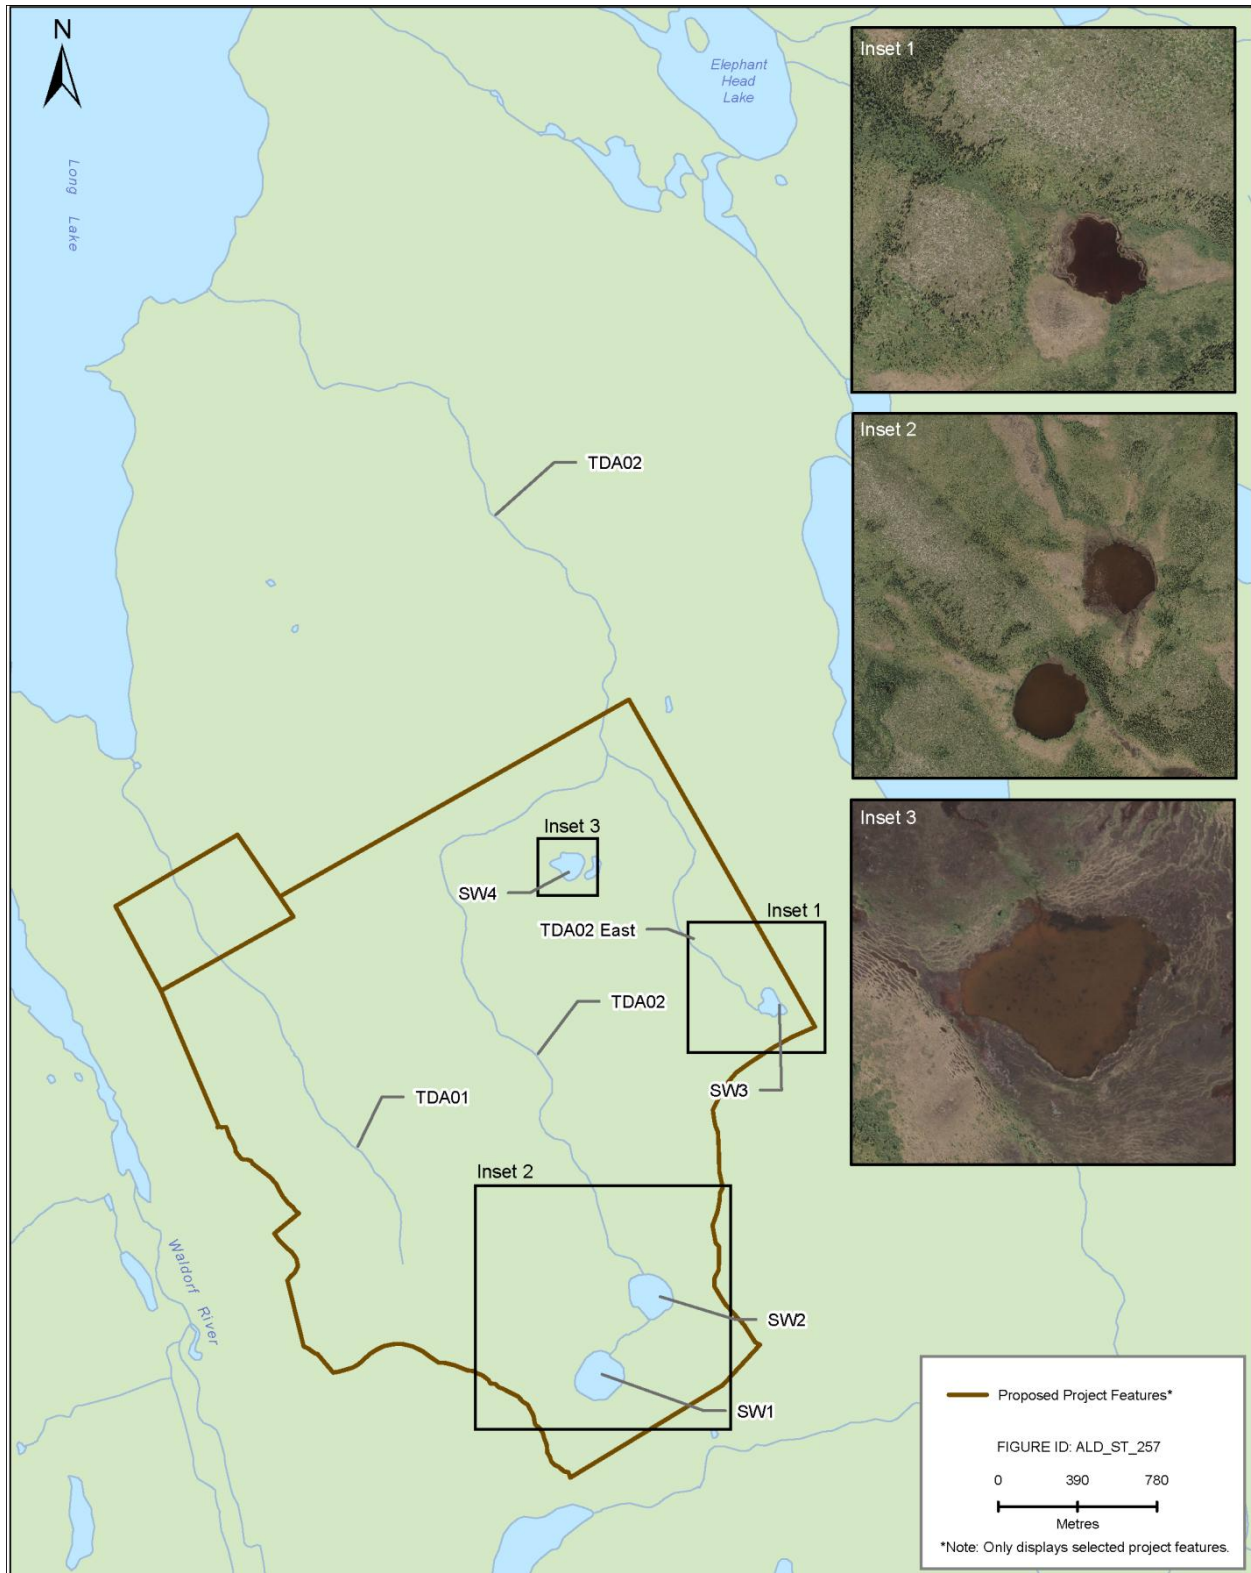 N
Long Lake
Elephant
Head
Lake
Inset 1
Inset 2
Inset 3
TDA02
Inset 3
SW4
Inset 1
TDA02 East
TDA02
SW3
TDA01
Inset 2
Waldorf River
SW2
SW1
Proposed Project Features*
FIGURE ID: ALD_ST_257
0 390 780
Metres
*Note: Only displays selected project features.